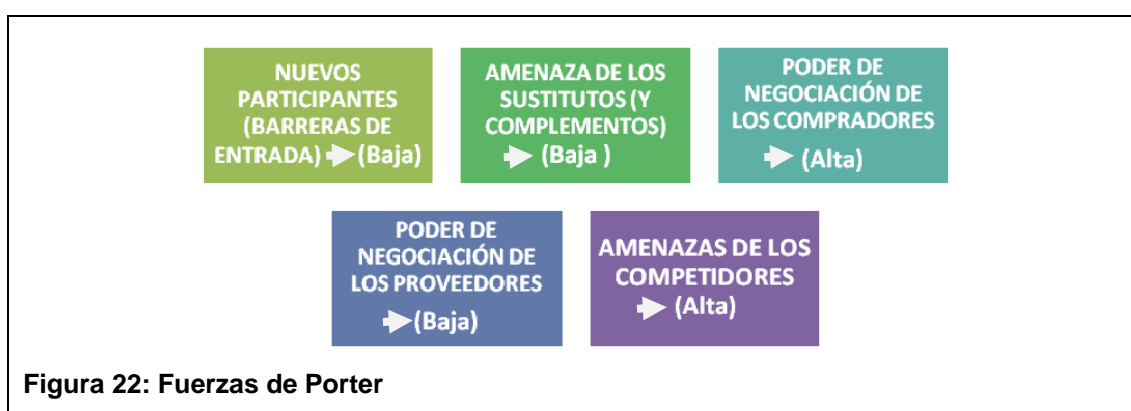 NUEVOS
PARTICIPANTES
(BARRERAS DE
ENTRADA) (Baja)
AMENAZA DE LOS
SUSTITUTOS (Y
COMPLEMENTOS)
(Baja )
PODER DE
NEGOCIACIÓN DE
LOS COMPRADORES
(Alta)
PODER DE
NEGOCIACIÓN DE
LOS PROVEEDORES
(Baja)
AMENAZAS DE LOS
COMPETIDORES
(Alta)
Figura 22: Fuerzas de Porter